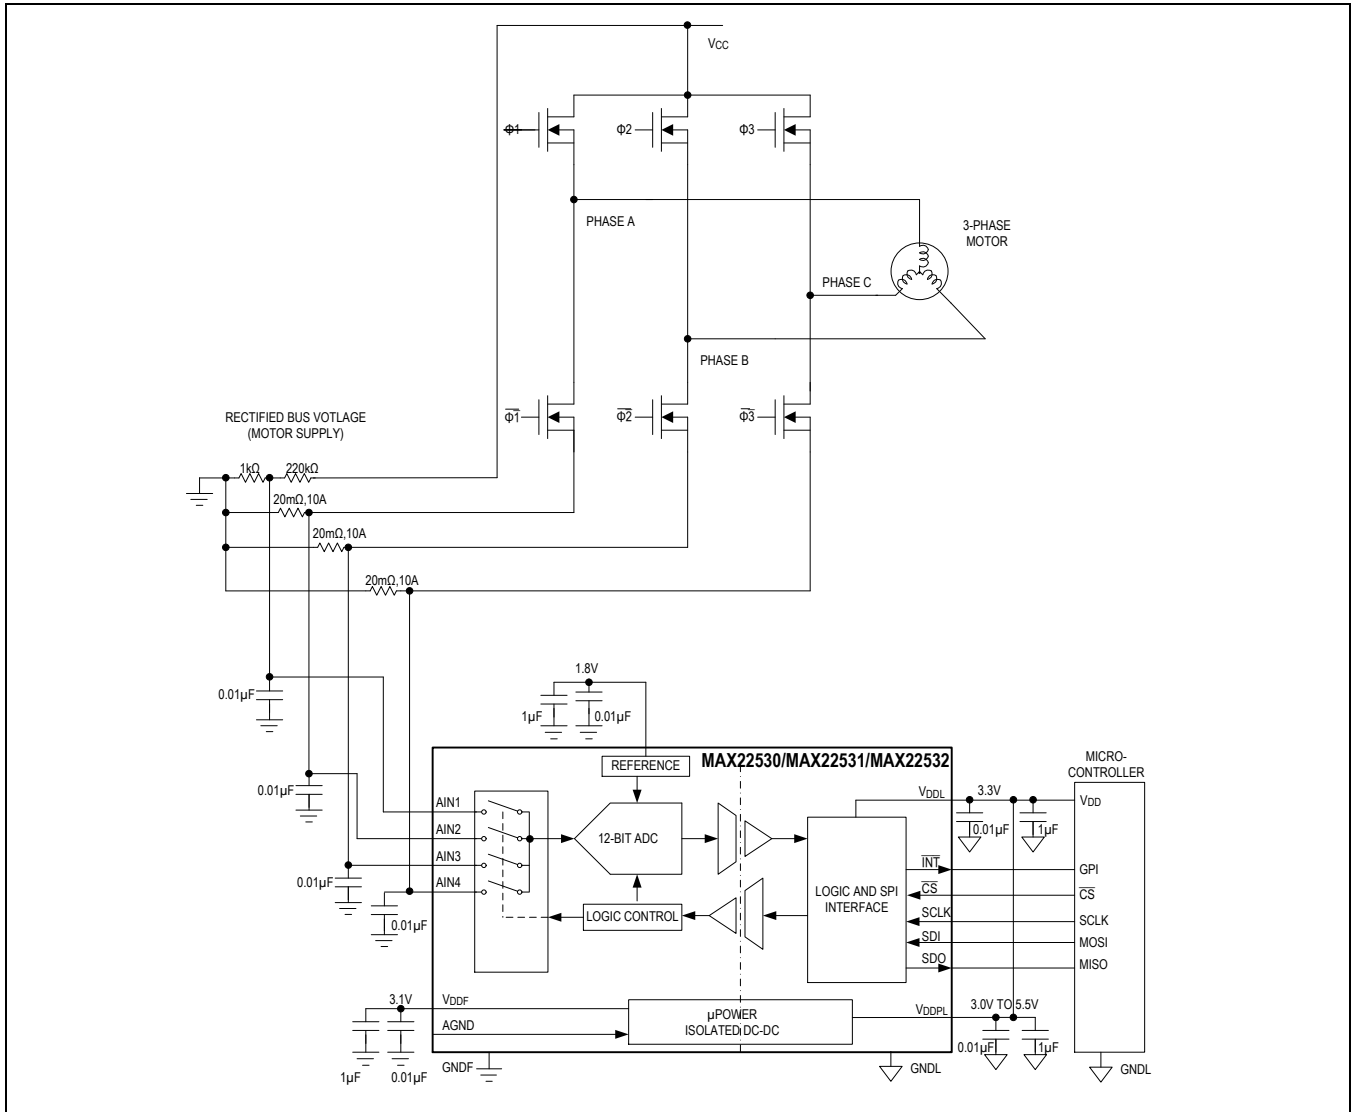 VCC
Φ1
Φ2
Φ3
PHASE A
3-PHASE
MOTOR
PHASE C
PHASE B
Φ1
Φ2
Φ3
RECTIFIED BUS VOTLAGE
(MOTOR SUPPLY)
1kΩ
220kΩ
20mΩ,10A
20mΩ,10A
20mΩ,10A
1.8V
0.01µF
1µF
0.01µF
MAX22530/MAX22531/MAX22532
REFERENCE
MICRO-
CONTROLLER
0.01µF
AIN1
VDDL
3.3V
VDD
0.01µF
1µF
AIN2
12-BIT ADC
AIN3
INT
GPI
0.01µF
AIN4
LOGIC AND SPI
INTERFACE
CS
CS
0.01µF
LOGIC CONTROL
SCLK
SCLK
SDI
MOSI
SDO
MISO
3.1V
VDDF
µPOWER
ISOLATED DC-DC
VDDPL
3.0V TO 5.5V
AGND
0.01µF
1µF
1µF
0.01µF
GNDF
GNDL
GNDL